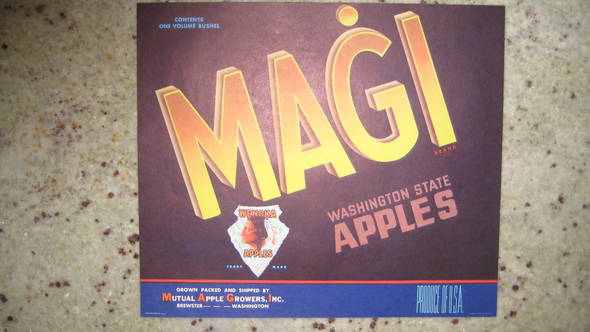 CONTENTS
ONE VOLUME BUSHEL
MAGI
BRAND
WASHINGTON STATE
APPLES
WENOKA
APPLES
TRADE MARK
GROWN PACKED AND SHIPPED BY
MUTUAL APPLE GROWERS, INC.
BREWSTER - - - WASHINGTON
PRODUCE OF U.S.A.